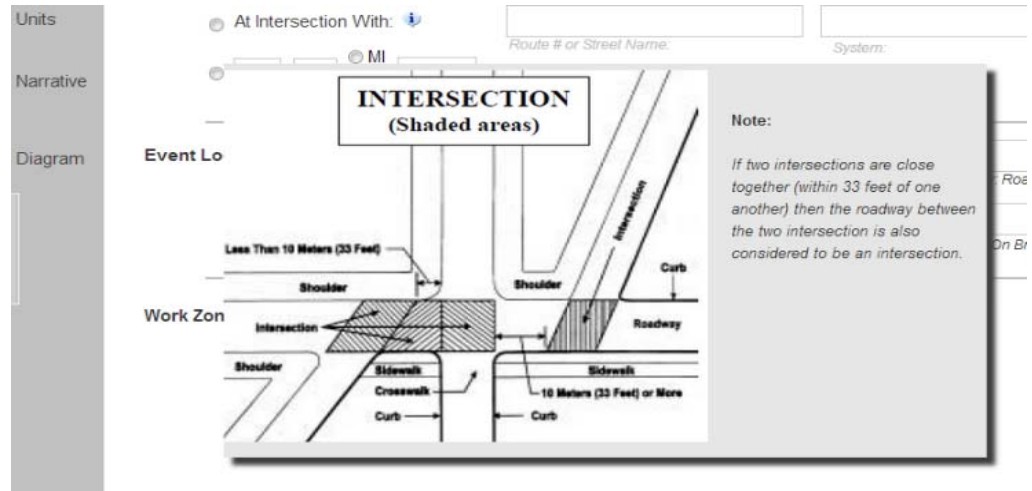 Units
At Intersection With:
Route # or Street Name:
System:
MI
Narrative
INTERSECTION
(Shaded areas)
Note:
Diagram
Event Lo
If two intersections are close
together (within 33 feet of one
another) then the roadway between
the two intersection is also
considered to be an intersection.
Intersection
Less Than 10 Meters (33 Feet)
Curb
Shoulder
Shoulder
Work Zon
Intersection
Roadway
Shoulder
Sidewalk
Sidewalk
Crosswalk
10 Meters (33 Feet) or More
Curb
Curb
On